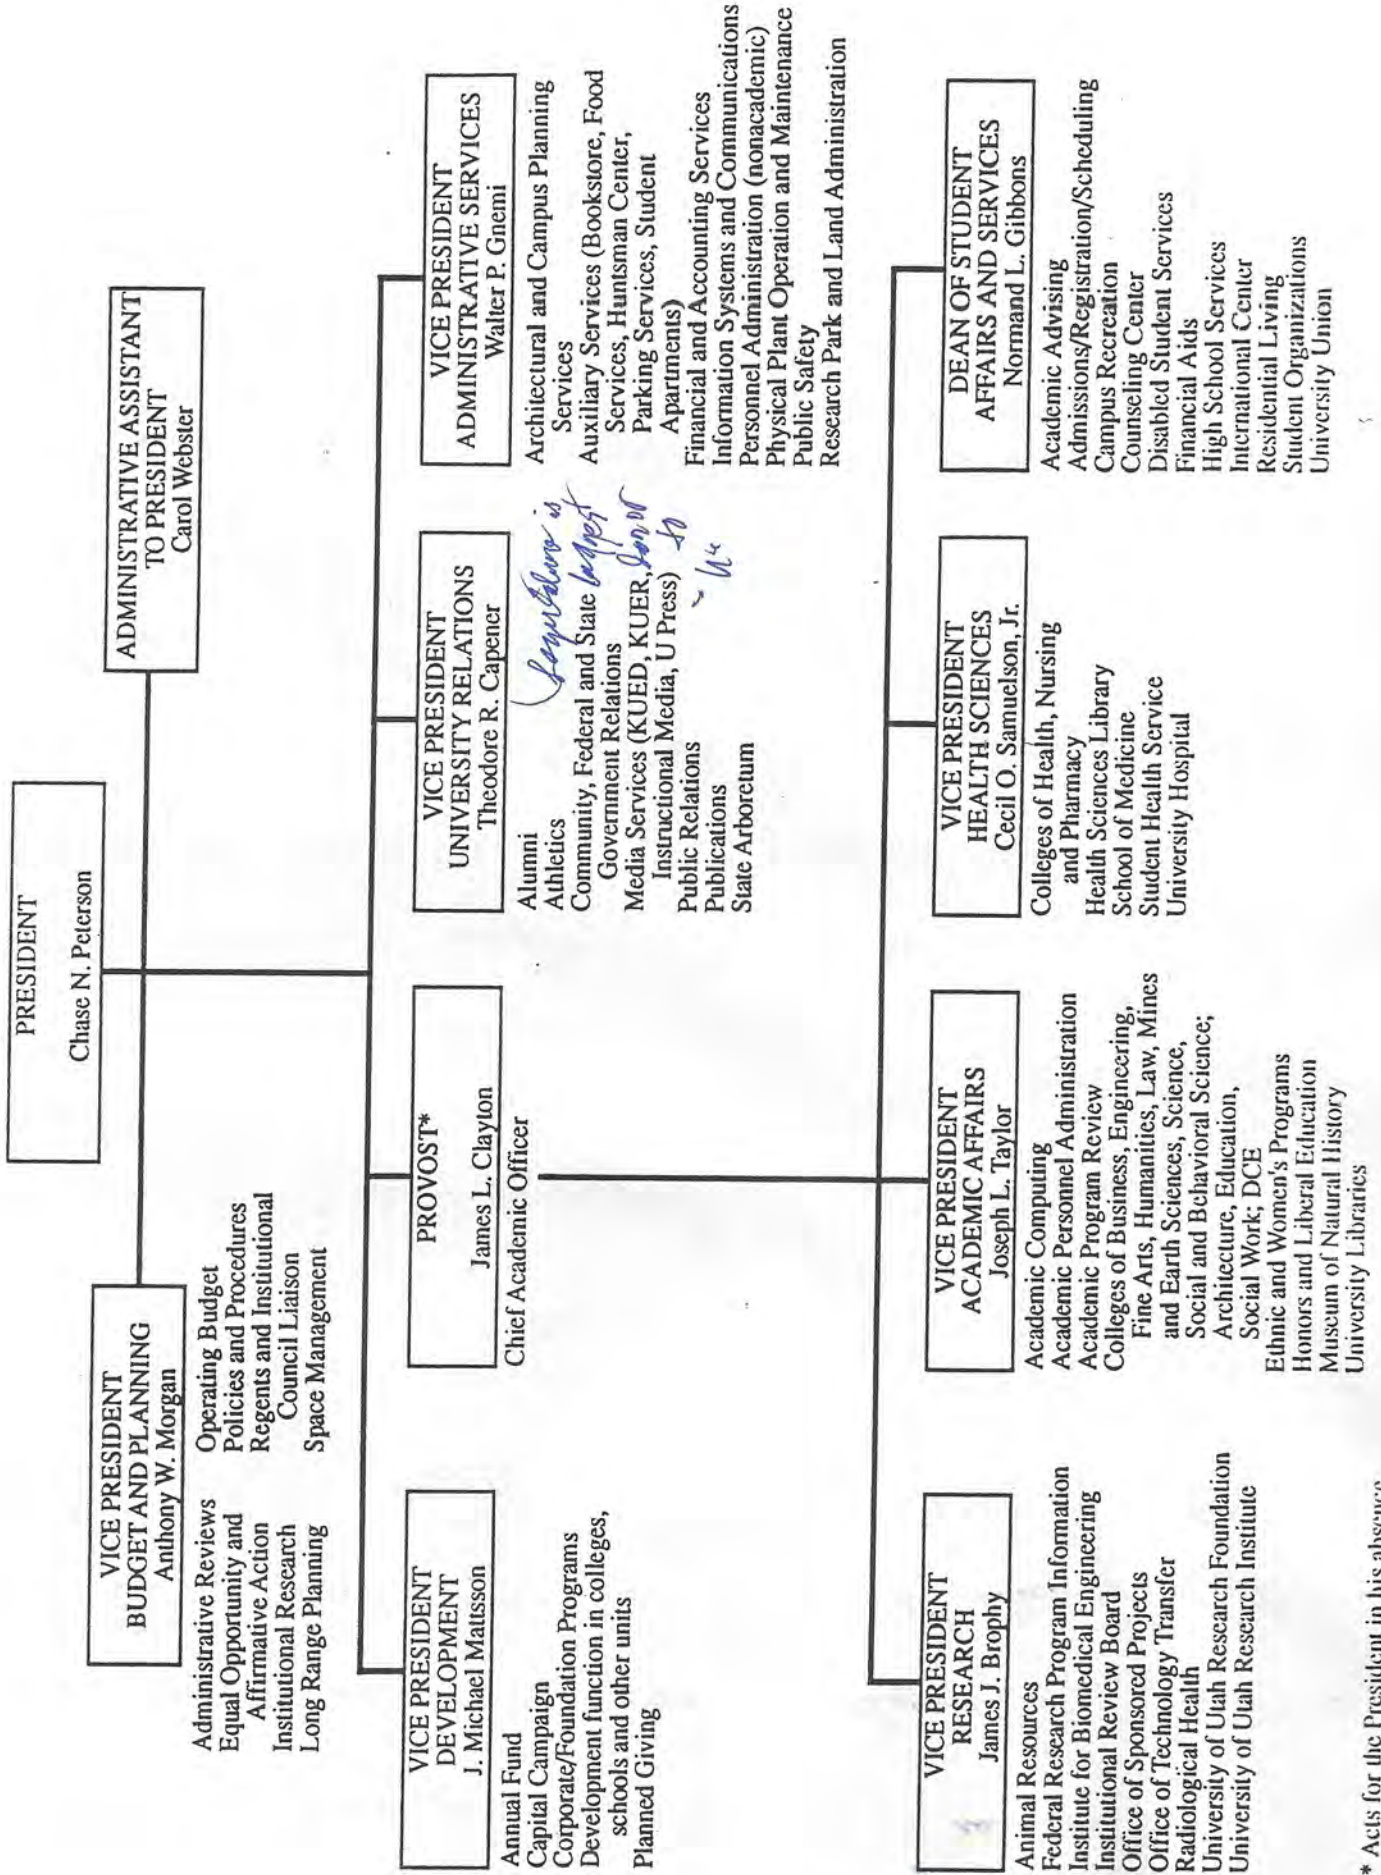 PRESIDENT
Chase N. Peterson
VICE PRESIDENT
BUDGET AND PLANNING
Anthony W. Morgan
Administrative Reviews
Equal Opportunity and
Affirmative Action
Institutional Research
Long Range Planning
Operating Budget
Policies and Procedures
Regents and Institutional
Council Liaison
Space Management
ADMINISTRATIVE ASSISTANT
TO PRESIDENT
Carol Webster
VICE PRESIDENT
DEVELOPMENT
J. Michael Mattsson
Annual Fund
Capital Campaign
Corporate/Foundation Programs
Development function in colleges,
schools and other units
Planned Giving
PROVOST*
James L. Clayton
Chief Academic Officer
VICE PRESIDENT
UNIVERSITY RELATIONS
Theodore R. Capener
Alumni
Athletics
Community, Federal and State
Government Relations
Media Services (KUED, KUER,
Instructional Media, U Press)
Public Relations
Publications
State Arboretum
is
largest
donor
to
U"
VICE PRESIDENT
ADMINISTRATIVE SERVICES
Walter P. Gnemi
Architectural and Campus Planning
Services
Auxiliary Services (Bookstore, Food
Services, Huntsman Center,
Parking Services, Student
Apartments)
Financial and Accounting Services
Information Systems and Communications
Personnel Administration (nonacademic)
Physical Plant Operation and Maintenance
Public Safety
Research Park and Land Administration
VICE PRESIDENT
RESEARCH
James J. Brophy
Animal Resources
Federal Research Program Information
Institute for Biomedical Engineering
Institutional Review Board
Office of Sponsored Projects
Office of Technology Transfer
Radiological Health
University of Utah Research Foundation
University of Utah Research Institute
VICE PRESIDENT
ACADEMIC AFFAIRS
Joseph L. Taylor
Academic Computing
Academic Personnel Administration
Academic Program Review
Colleges of Business, Engineering,
Fine Arts, Humanities, Law, Mines
and Earth Sciences, Science,
Social and Behavioral Science;
Architecture, Education,
Social Work; DCE
Ethnic and Women's Programs
Honors and Liberal Education
Museum of Natural History
University Libraries
VICE PRESIDENT
HEALTH SCIENCES
Cecil O. Samuelson, Jr.
Colleges of Health, Nursing
and Pharmacy
Health Sciences Library
School of Medicine
Student Health Service
University Hospital
DEAN OF STUDENT
AFFAIRS AND SERVICES
Normand L. Gibbons
Academic Advising
Admissions/Registration/Scheduling
Campus Recreation
Counseling Center
Disabled Student Services
Financial Aids
High School Services
International Center
Residential Living
Student Organizations
University Union
* Acts for the President in his absence